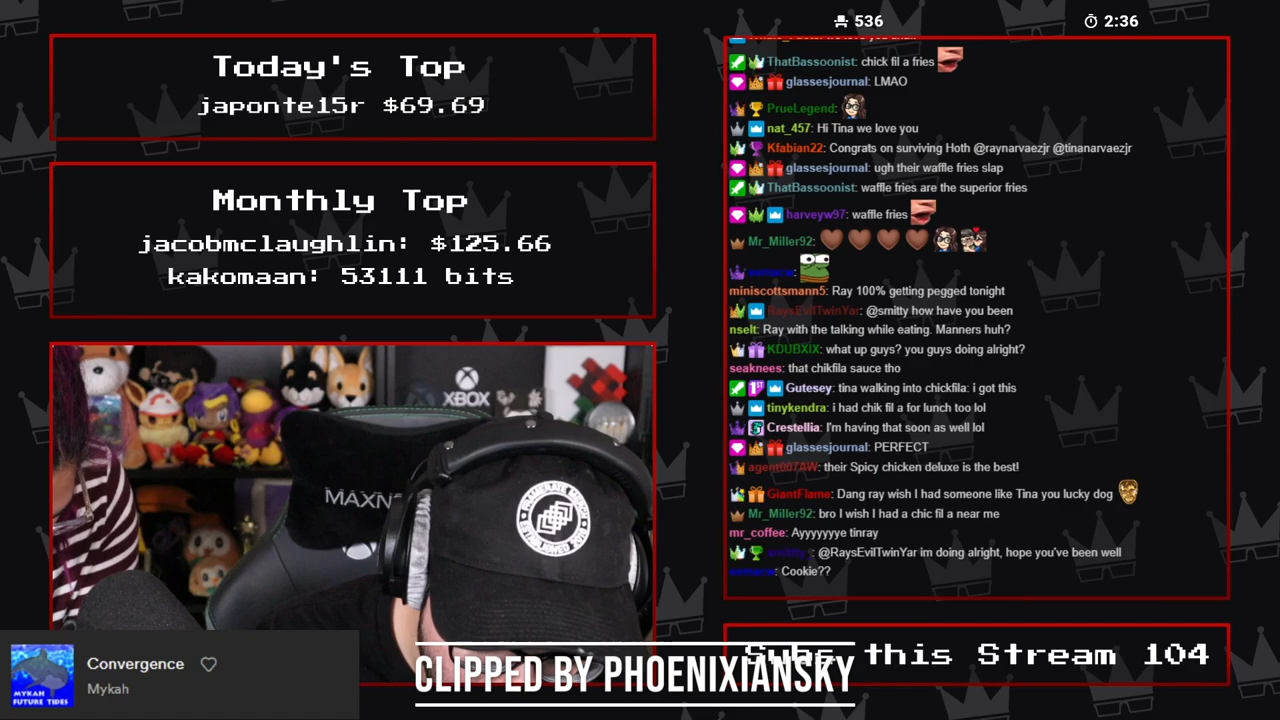 536
2:36
Today's Top
japonte15r $69.69
Monthly Top
jacobmclaughlin: $125.66
kakomaan: 53111 bits
ThatBassoonist: chick fil a fries
glassesjournal: LMAO
PrueLegend:
nat_457: Hi Tina we love you
Kfabian22: Congrats on surviving Hoth @raynarvaezjr @tinanarvaezjr
glassesjournal: ugh their waffle fries slap
ThatBassoonist: waffle fries are the superior fries
harveyw97: waffle fries
Mr_Miller92:
miniscottsmann5: Ray 100% getting pegged tonight
RaysEvilTwinYar: @smitty how have you been
nselt: Ray with the talking while eating. Manners huh?
KDUBXIX: what up guys? you guys doing alright?
seaknees: that chikfila sauce tho
1ST Gutesey: tina walking into chickfila: i got this
tinykendra: i had chik fil a for lunch too lol
Crestellia: I'm having that soon as well lol
glassesjournal: PERFECT
agent007AW: their Spicy chicken deluxe is the best!
GiantFlame: Dang ray wish I had someone like Tina you lucky dog
Mr_Miller92: bro I wish I had a chic fil a near me
mr_coffee: Ayyyyyye tinray
: @RaysEvilTwinYar im doing alright, hope you've been well
: Cookie??
XBOX
MAXN
ESTABLISHED
MYKAH
FUTURE TIDES
Convergence
Mykah
CLIPPED BY PHOENIXIANSKY
Subs this Stream 104